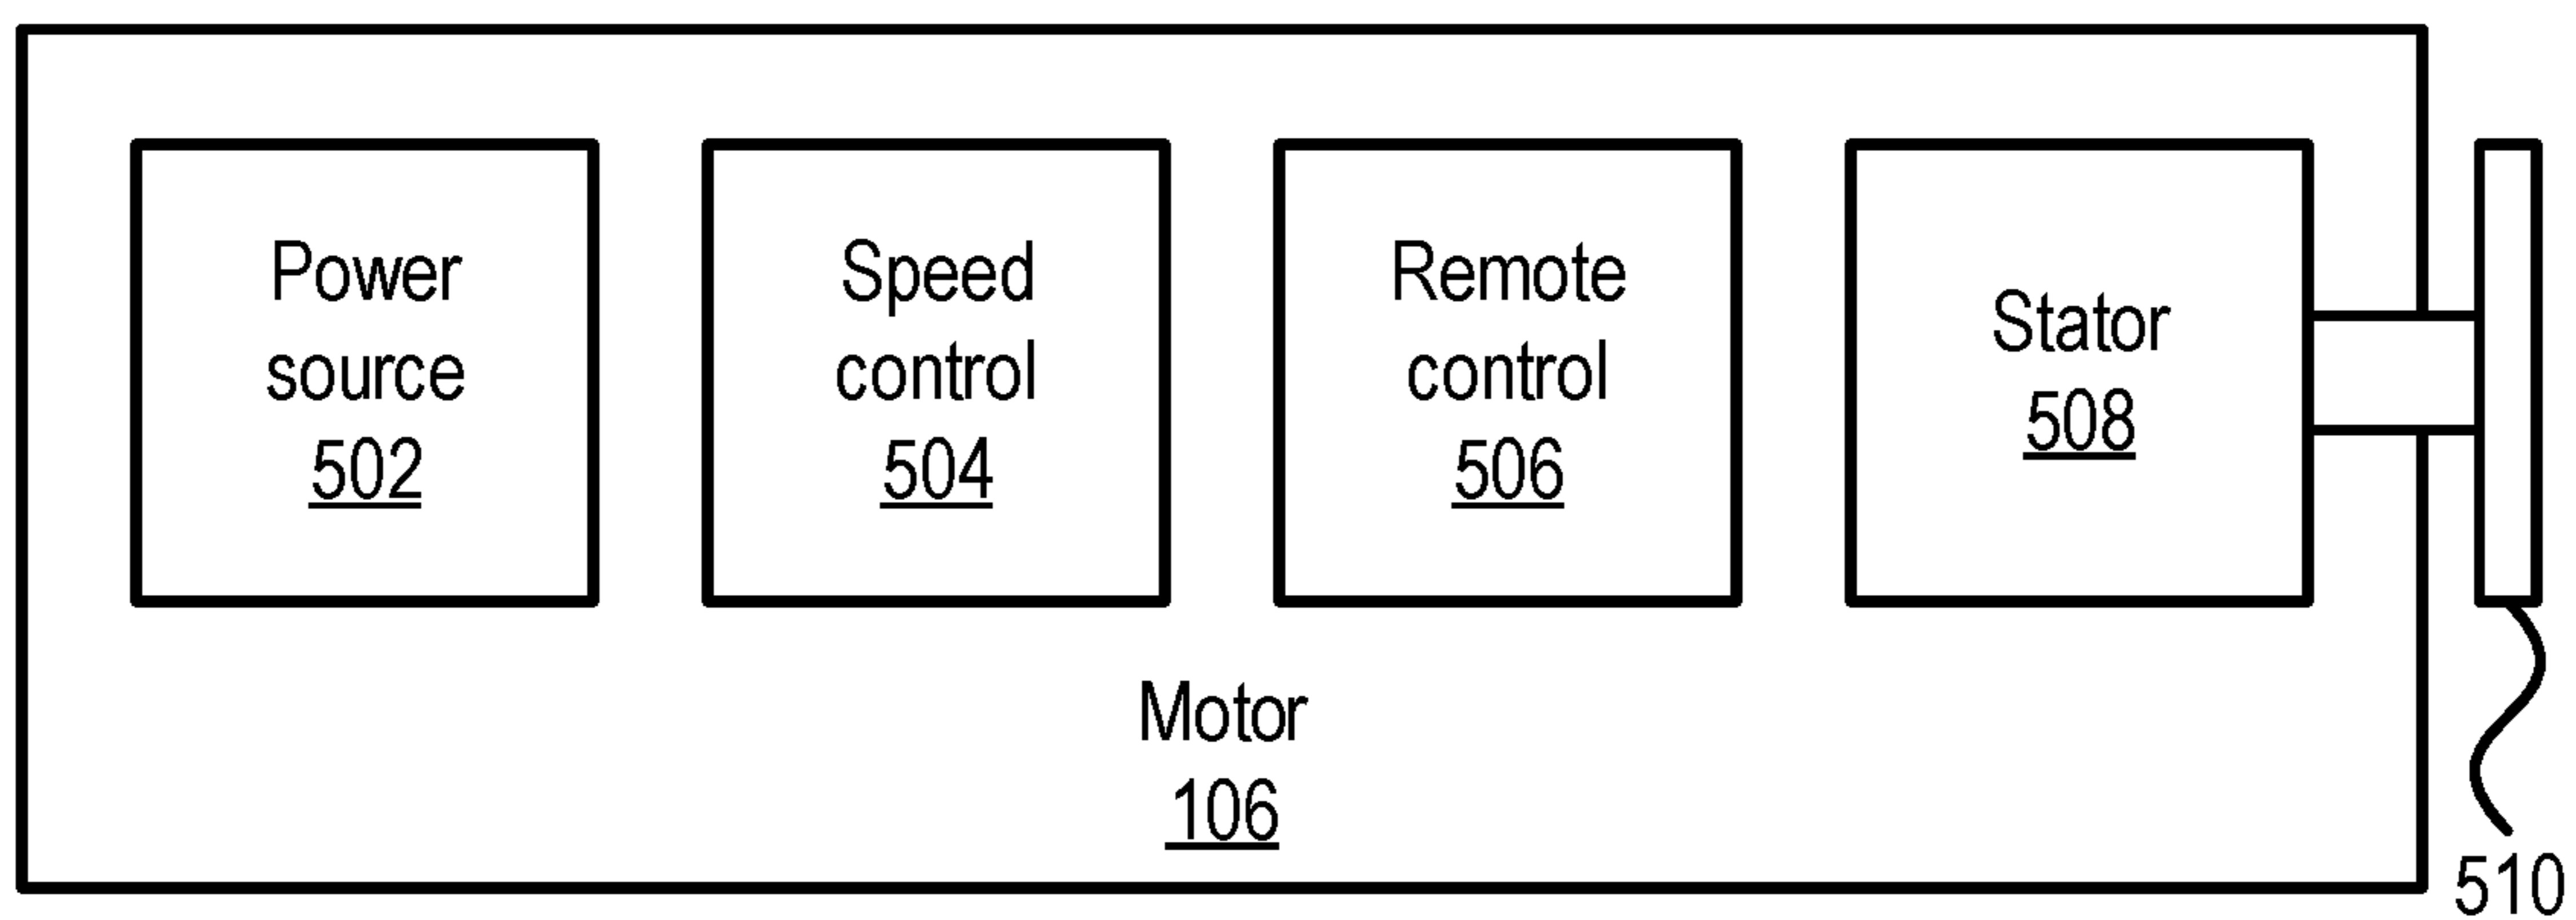 Power
source
502
Speed
control
504
Remote
control
506
Stator
508
Motor
106
510